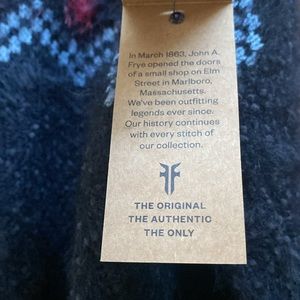 In March 1863, John A.
Frye opened the doors
of a small shop on Elm
Street in Marlboro,
Massachusetts.
We've been outfitting
legends ever since.
Our history continues
with every stitch of
our collection.
THE ORIGINAL
THE AUTHENTIC
THE ONLY